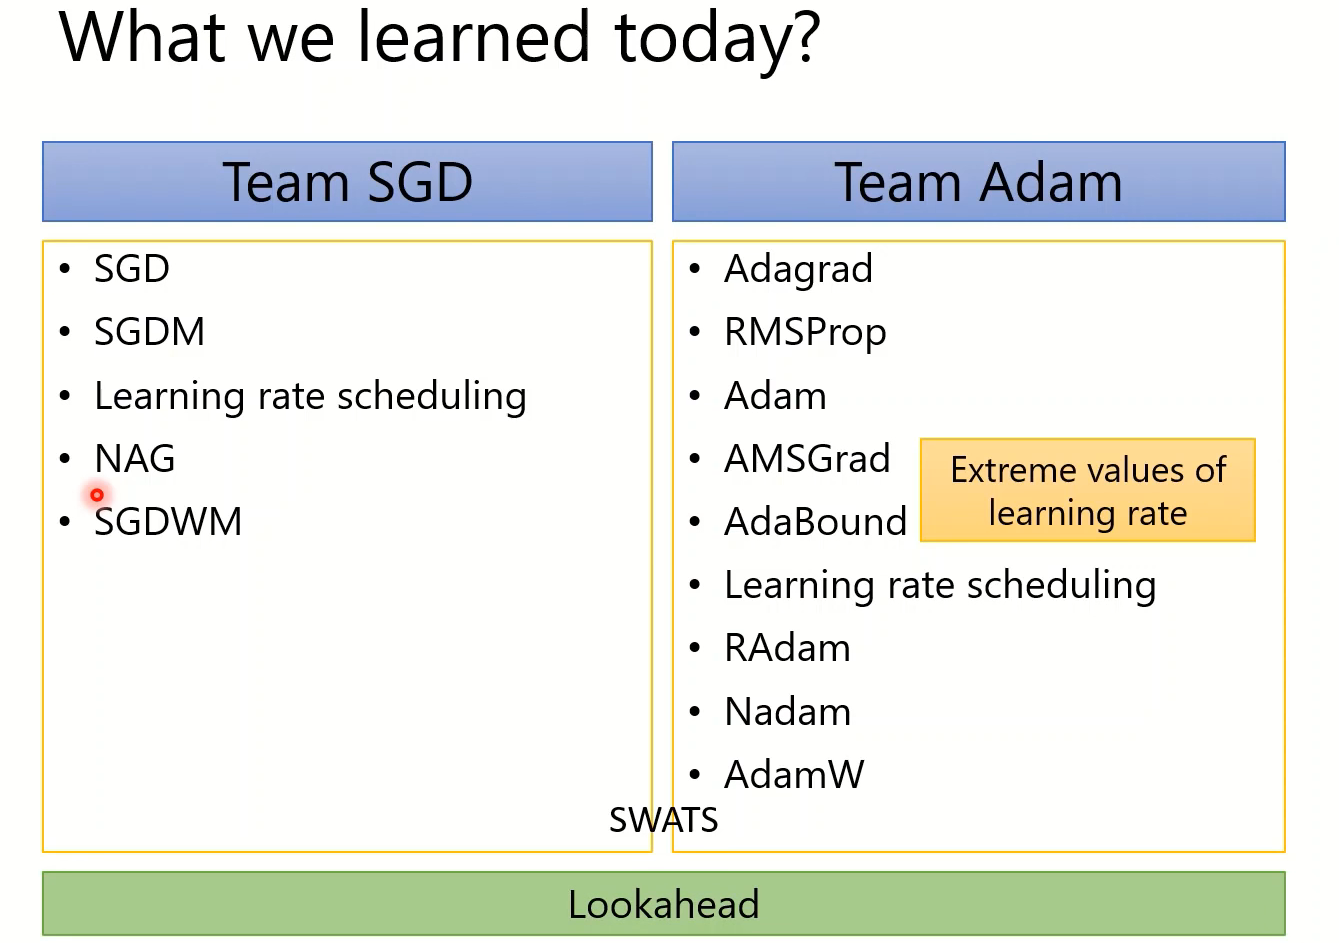 What we learned today?
Team SGD
• SGD
• SGDM
• Learning rate scheduling
• NAG
• SGDWM
Team Adam
• Adagrad
• RMSProp
• Adam
• AMSGrad
• AdaBound
Extreme values of
learning rate
• Learning rate scheduling
• RAdam
• Nadam
• AdamW
SWATS
Lookahead